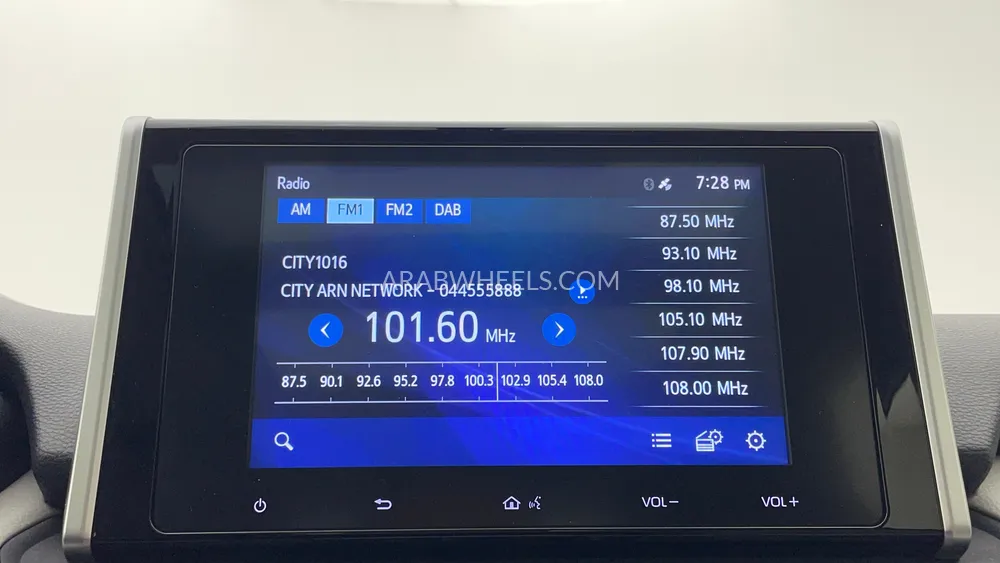 Radio
7:28 PM
AM FM1 FM2 DAB
CITY1016
CITY ARN NETWORK - 044555888
101.60 MHz
87.5 90.1 92.6 95.2 97.8 100.3 102.9 105.4 108.0
87.50 MHz
93.10 MHz
98.10 MHz
105.10 MHz
107.90 MHz
108.00 MHz
VOL− VOL+
ARABWHEELS.COM